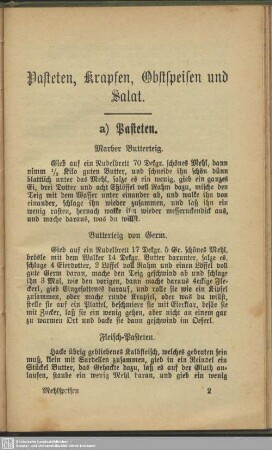 Pasteten, Krapfen, Obstspeisen und
Salat.
a) Pasteten.
Marber Butterteig.
Gieb auf ein Nudelbrett 70 Dekgr. schönes Mehl, dann
nimm Kilo guten Butter, und schneide ihn schön dünn
blattlich unter das Mehl, salze es ein wenig, gieb ein ganzes
Ei, drei Dotter und acht Eßlöffel voll Rahm dazu, mische den
Teig mit dem Messer unter einander ab, und walke ihn von
einander, schlage ihn wieder zusammen, und laß ihn ein
wenig rasten, hernach walke ihn wieder messerrückendick aus,
und mache daraus, was du willst.
Butterteig von Germ.
Gieb auf ein Nudelbrett 17 Dekgr. 5 Gr. schönes Mehl,
brösle mit dem Walker 14 Dekgr. Butter darunter, salze es,
schlage 4 Eierdotter, 2 Löffel voll Rahm und einen Löffel voll
gute Germ daran, mache den Teig geschwind ab und schlage
ihn 3 Mal, wie den vorigen, dann mache daraus eckige Fle-
ckerl, gieb Eingesottenes darauf, und rolle sie wie ein Kipfel
zusammen, oder mache runde Krapfel, oder was du willst,
stelle sie auf ein Plattel, beschmiere sie mit Eierklar, besäe sie
mit Zucker, laß sie ein wenig gehen, aber nicht an einem gar
zu warmen Ort und backe sie dann geschwind im Oeferl.
Fleisch-Pasteten.
Hacke übrig gebliebenes Kalbfleisch, welches gebraten sein
muß, klein mit Sardellen zusammen, gieb in ein Reindel ein
Stückel Butter, das Gehackte dazu, laß es auf der Gluth an-
laufen, staube ein wenig Mehl daran, und gieb ein wenig
Mehlspeisen 2